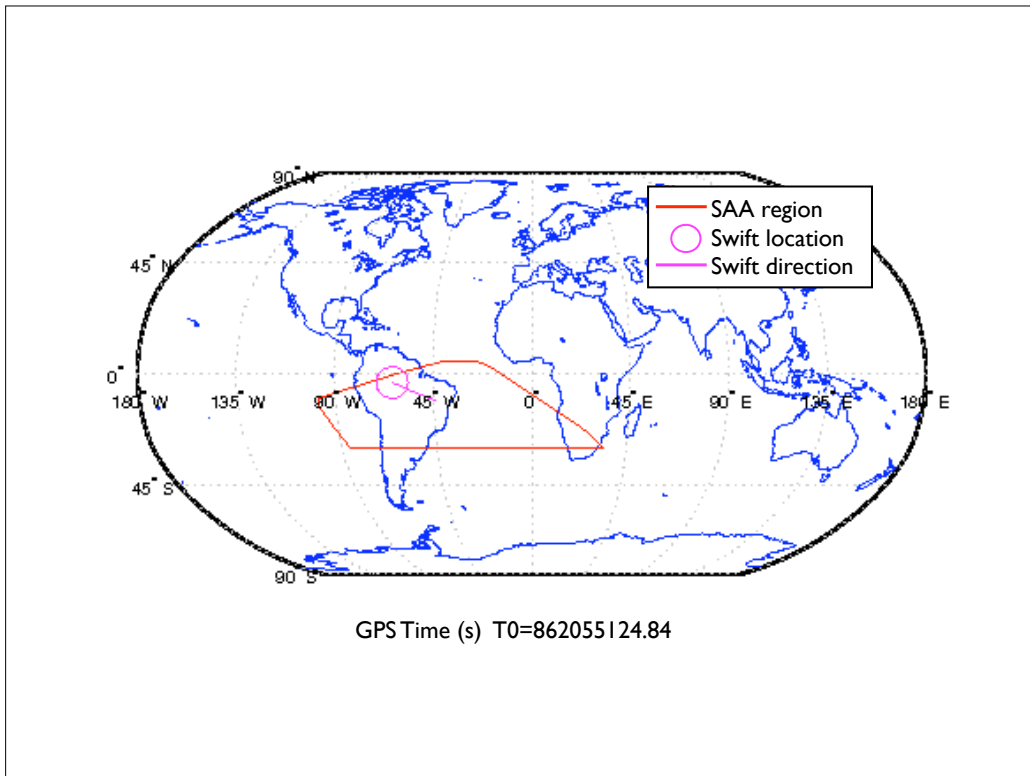 90° N
SAA region
Swift location
Swift direction
45° N
0°
180° W 135° W 90° W 45° W 0° 45° E 90° E 135° E 180° E
45° S
90° S
GPS Time (s) T0=862055124.84